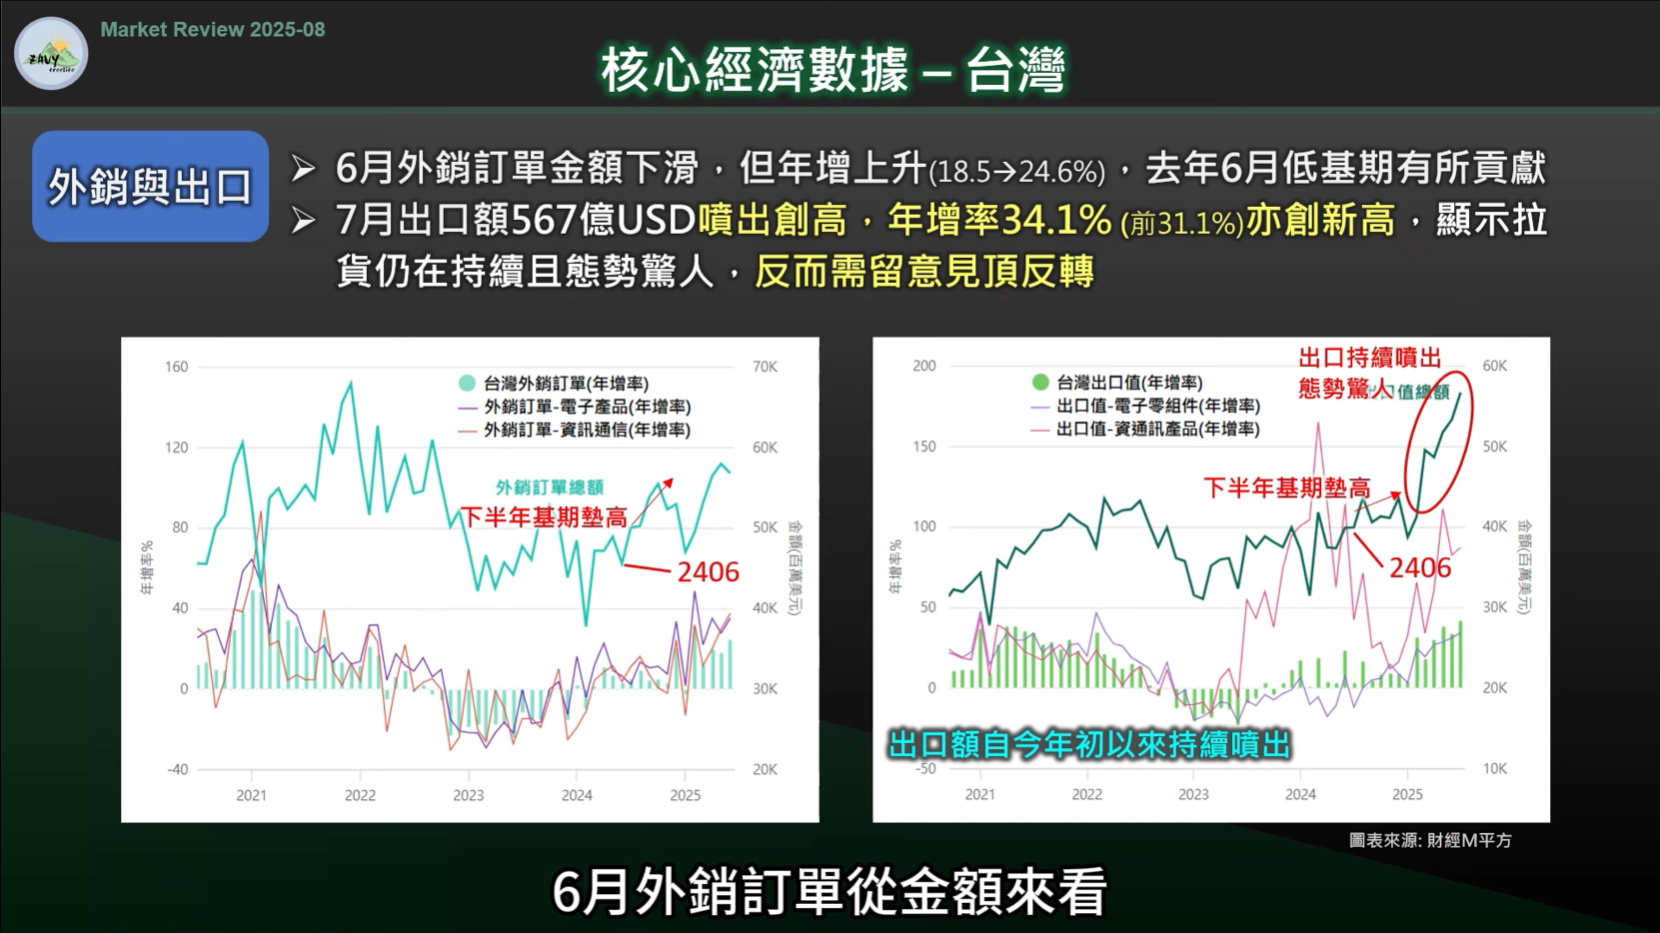 Market Review 2025-08
ZAVY
核心經濟數據 – 台灣
外銷與出口
➢ 6月外銷訂單金額下滑，但年增上升(18.5→24.6%)，去年6月低基期有所貢獻
➢ 7月出口額567億USD噴出創高，年增率34.1% (前31.1%)亦創新高，顯示拉
貨仍在持續且態勢驚人，反而需留意見頂反轉
160
120
80
40
0
-40
年增率%
70K
60K
50K
40K
30K
20K
金額(百萬美元)
台灣外銷訂單(年增率)
外銷訂單-電子產品(年增率)
外銷訂單-資訊通信(年增率)
外銷訂單總額
下半年基期墊高
2406
2021
2022
2023
2024
2025
200
150
100
50
0
-50
年增率%
60K
50K
40K
30K
20K
10K
金額(百萬美元)
台灣出口值(年增率)
出口值-電子零組件(年增率)
出口值-資通訊產品(年增率)
出口持續噴出
態勢驚人
口值總額
下半年基期墊高
2406
出口額自今年初以來持續噴出
2021
2022
2023
2024
2025
圖表來源: 財經M平方
6月外銷訂單從金額來看